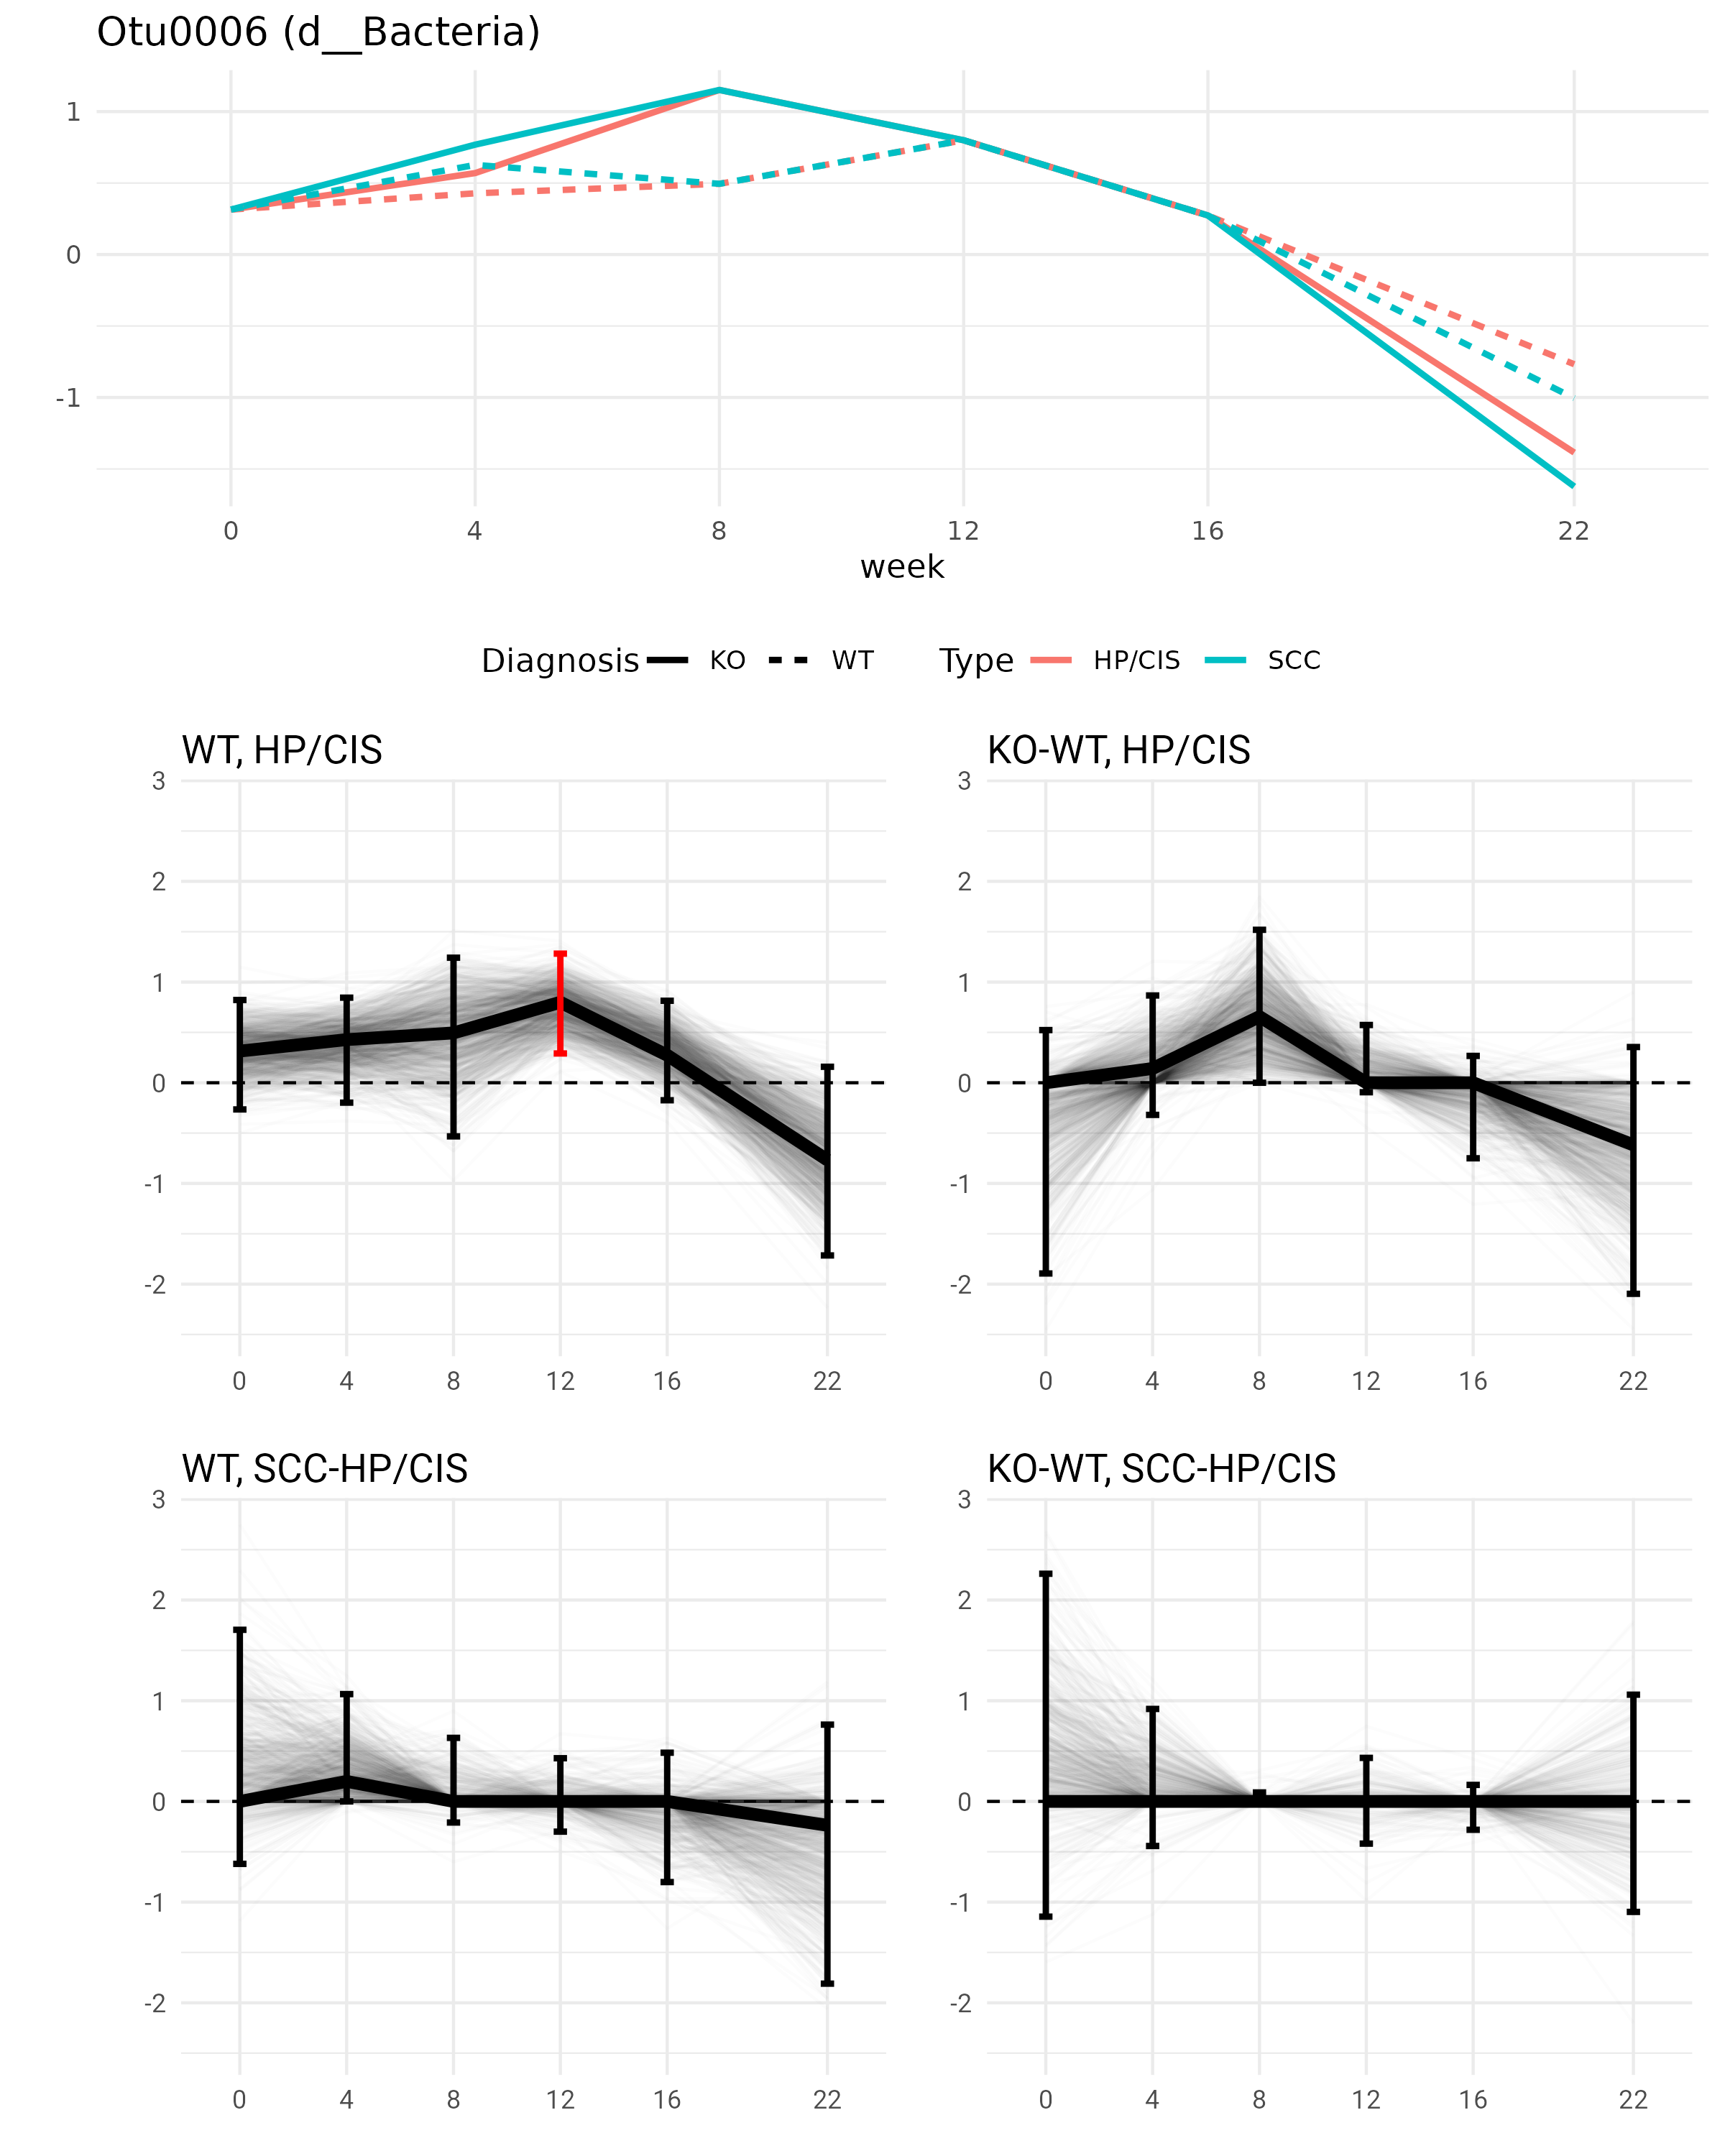 Otu0006 (d__Bacteria)
1
0
-1
0 4 8 12 16 22
week
Diagnosis KO WT Type HP/CIS SCC
WT, HP/CIS
3
2
1
0
-1
-2
0 4 8 12 16 22
KO-WT, HP/CIS
3
2
1
0
-1
-2
0 4 8 12 16 22
WT, SCC-HP/CIS
3
2
1
0
-1
-2
0 4 8 12 16 22
KO-WT, SCC-HP/CIS
3
2
1
0
-1
-2
0 4 8 12 16 22